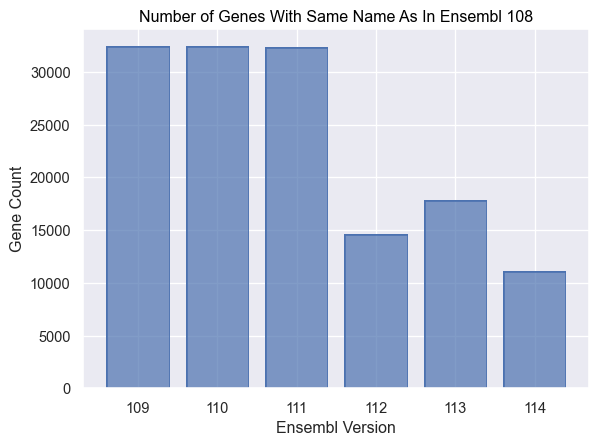 Number of Genes With Same Name As In Ensembl 108
Gene Count
30000
25000
20000
15000
10000
5000
0
109 110 111 112 113 114
Ensembl Version